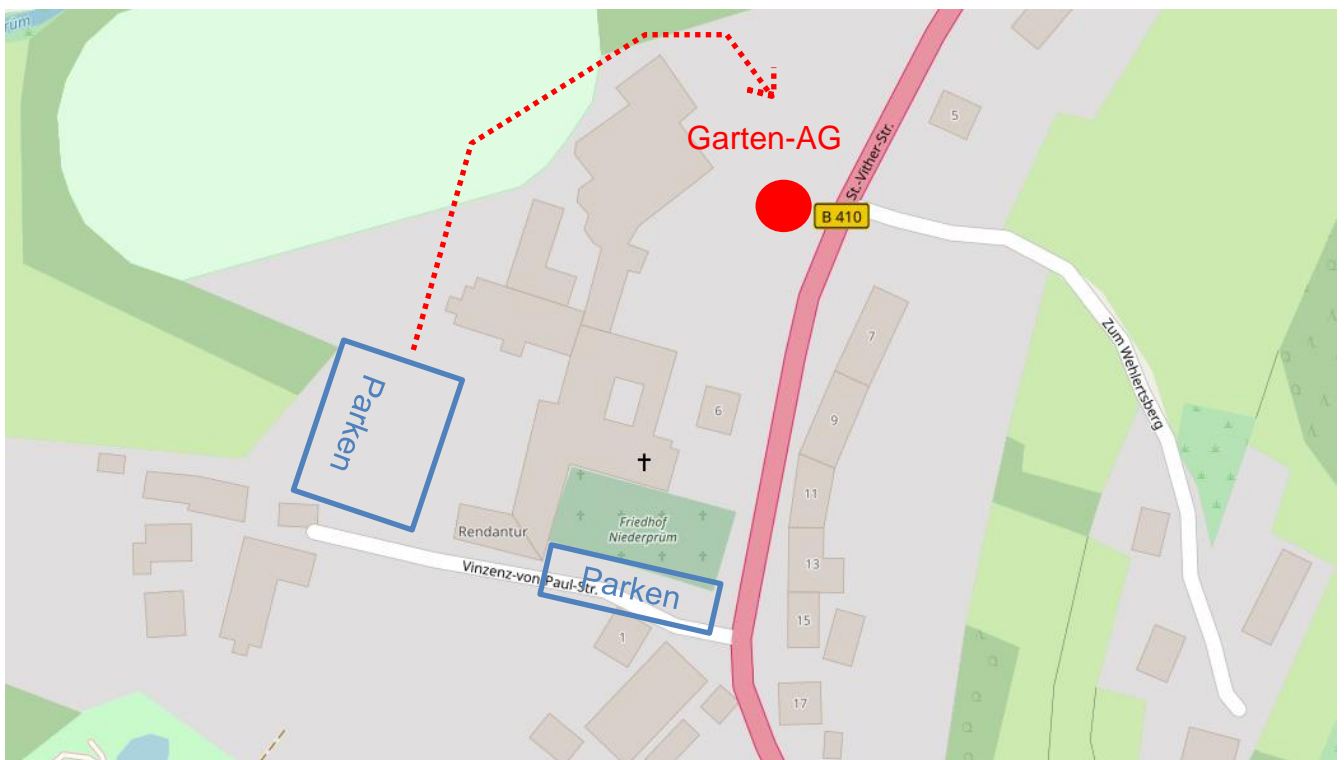 rüm
5
Garten-AG
St.-Vither-Str.
B 410
7
Zum Wehlertsberg
Parken
6
9
11
Friedhof
Niederprüm
Rendantur
13
Vinzenz-von Paul-Str.
Parken
15
1
17